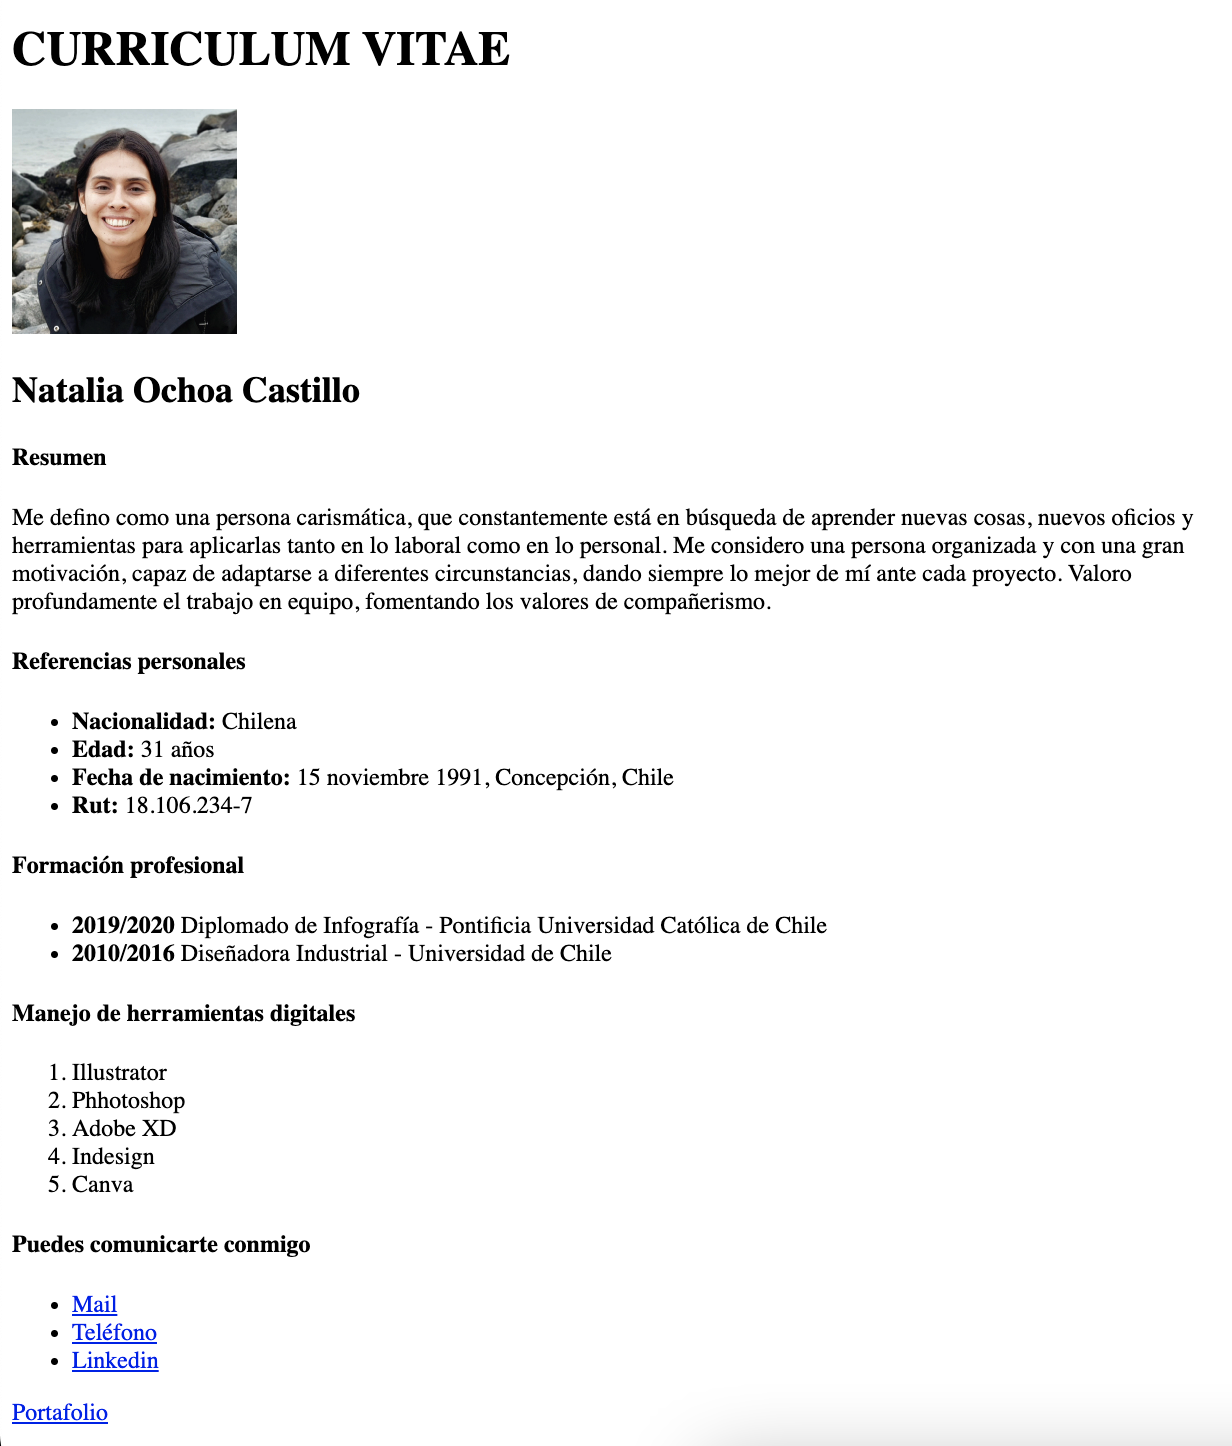 CURRICULUM VITAE
Natalia Ochoa Castillo
Resumen
Me defino como una persona carismática, que constantemente está en búsqueda de aprender nuevas cosas, nuevos oficios y
herramientas para aplicarlas tanto en lo laboral como en lo personal. Me considero una persona organizada y con una gran
motivación, capaz de adaptarse a diferentes circunstancias, dando siempre lo mejor de mí ante cada proyecto. Valoro
profundamente el trabajo en equipo, fomentando los valores de compañerismo.
Referencias personales
• Nacionalidad: Chilena
• Edad: 31 años
• Fecha de nacimiento: 15 noviembre 1991, Concepción, Chile
• Rut: 18.106.234-7
Formación profesional
• 2019/2020 Diplomado de Infografía - Pontificia Universidad Católica de Chile
• 2010/2016 Diseñadora Industrial - Universidad de Chile
Manejo de herramientas digitales
1. Illustrator
2. Phhotoshop
3. Adobe XD
4. Indesign
5. Canva
Puedes comunicarte conmigo
• Mail
• Teléfono
• Linkedin
Portafolio